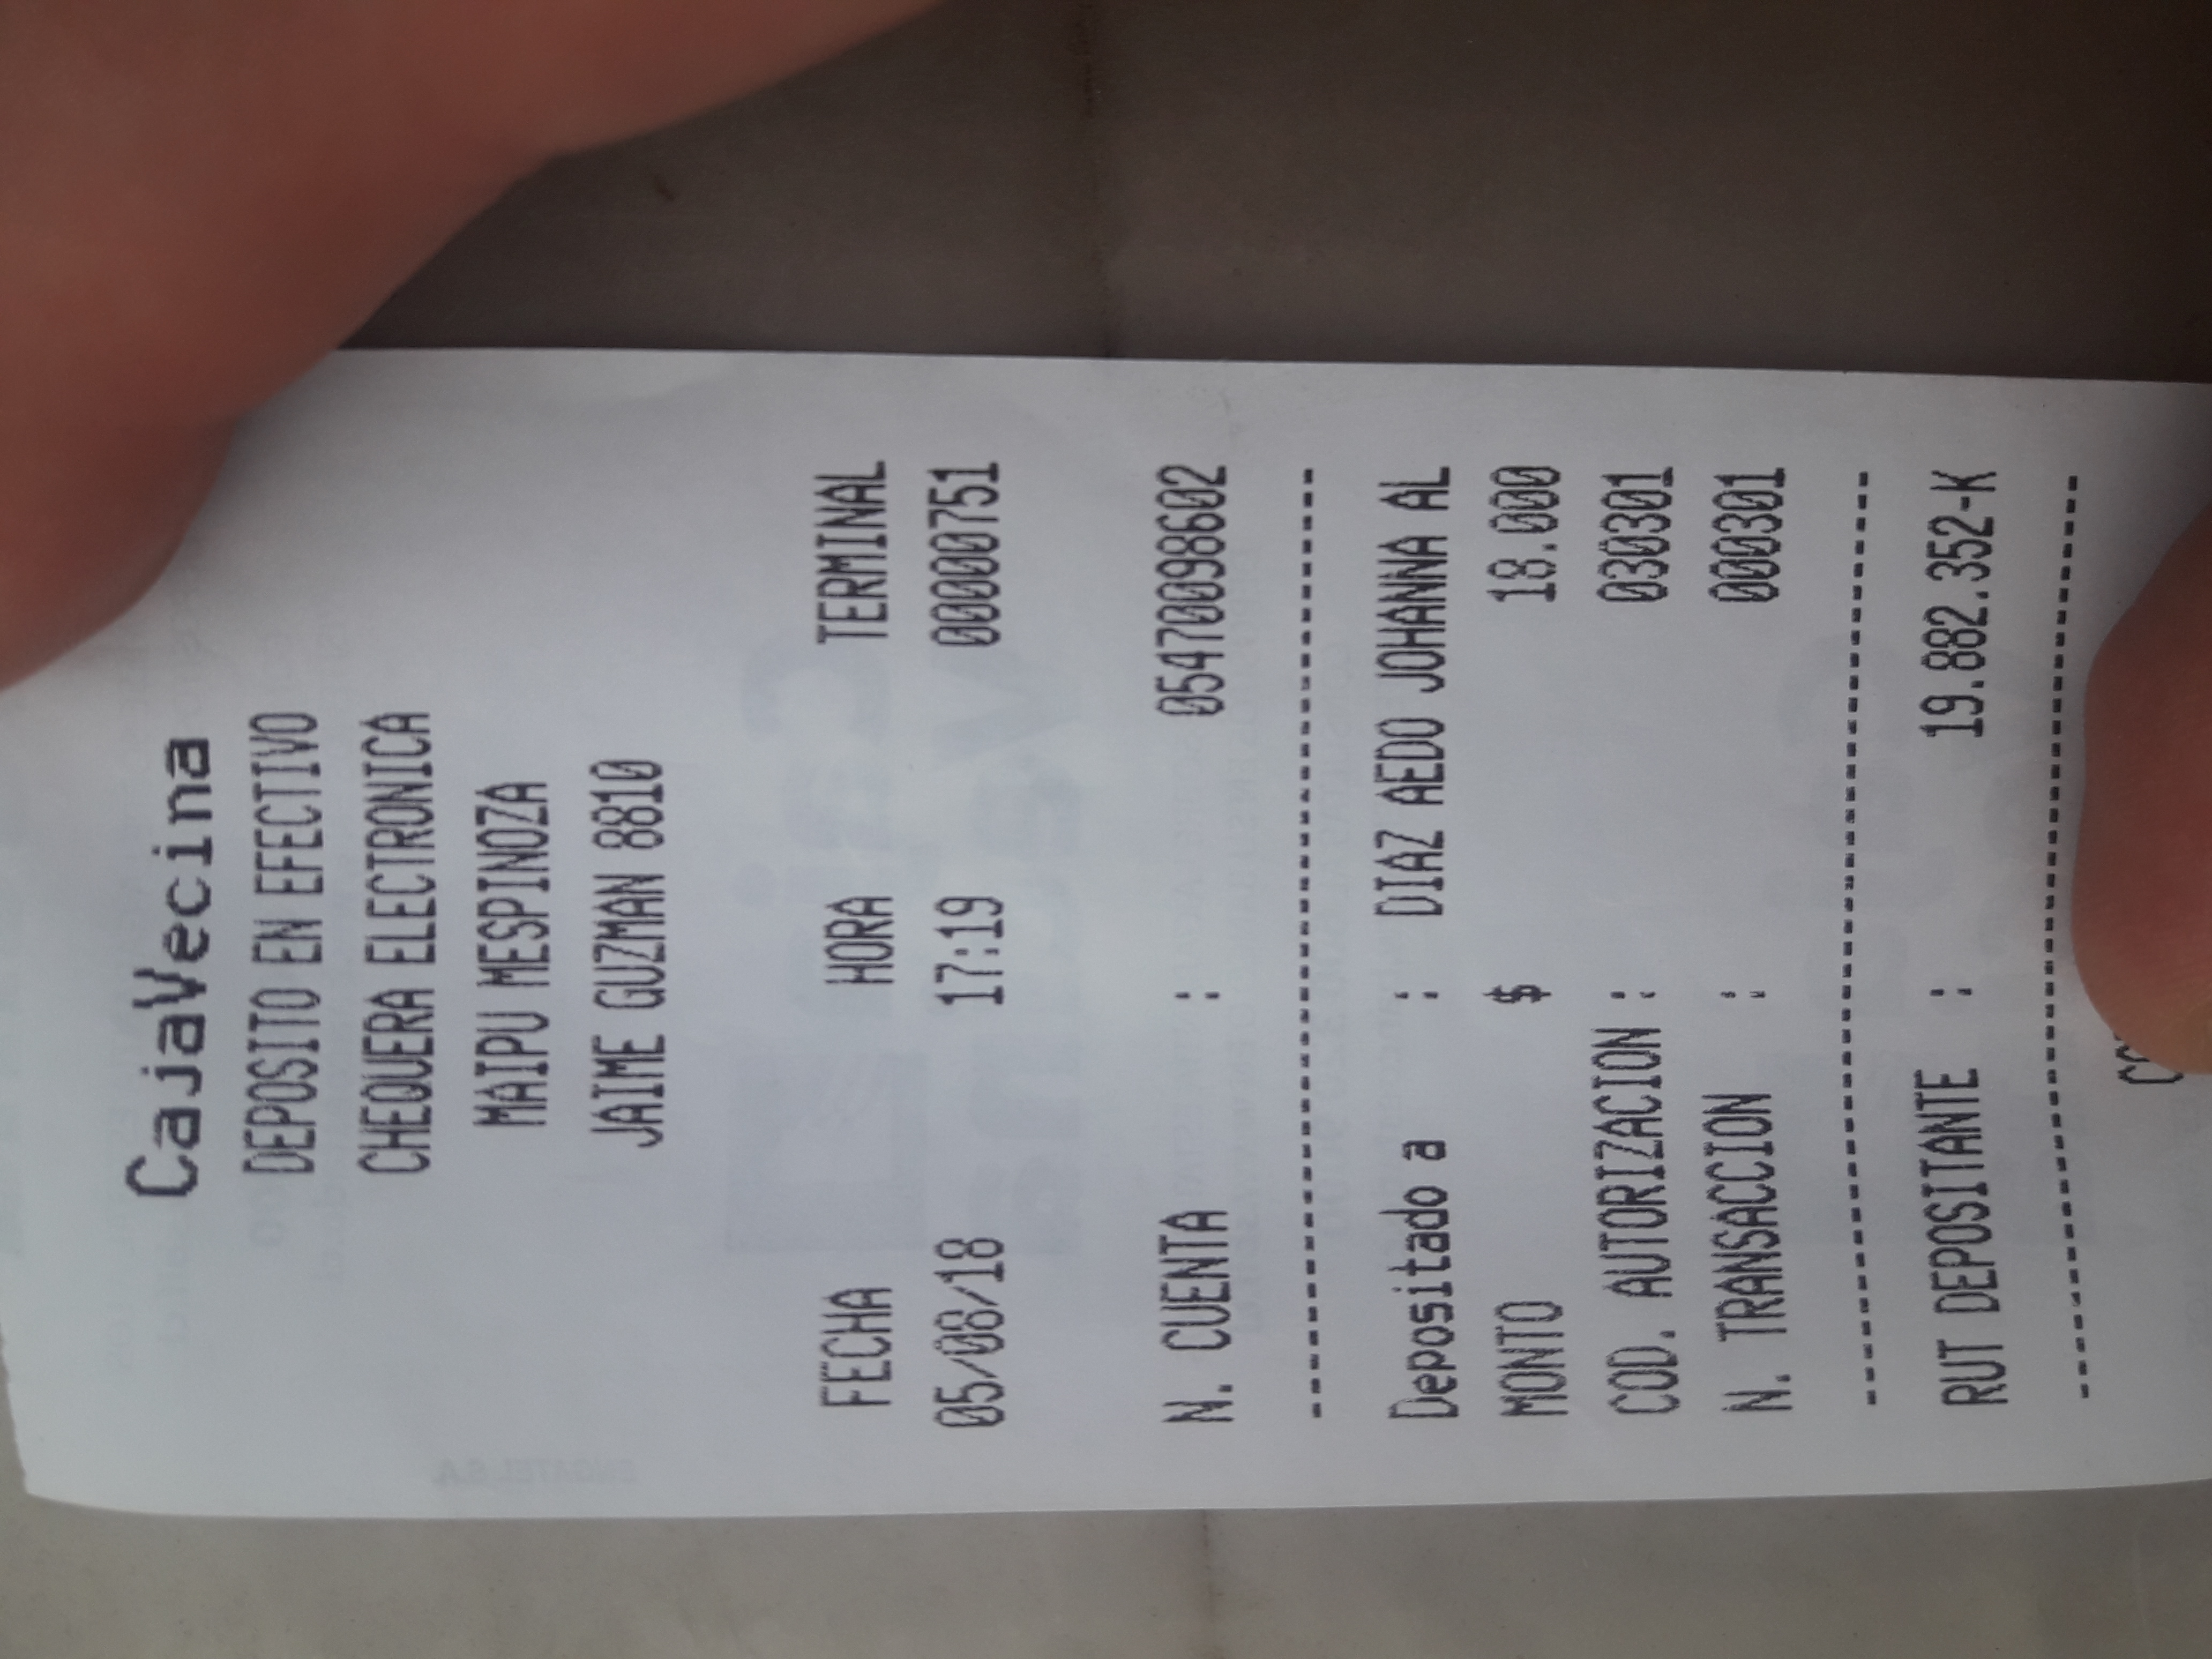 CajaVecina
DEPOSITO EN EFECTIVO
CHEQUERA ELECTRONICA
MAIPU MESPINOZA
JAIME GUZMAN 8810
FECHA HORA TERMINAL
05/08/18 17:19 00000751
N. CUENTA : 05470098602
Depositado a : DIAZ AEDO JOHANNA AL
MONTO $ 18.000
COD. AUTORIZACION : 030301
N. TRANSACCION : 000301
RUT DEPOSITANTE : 19.882.352-K